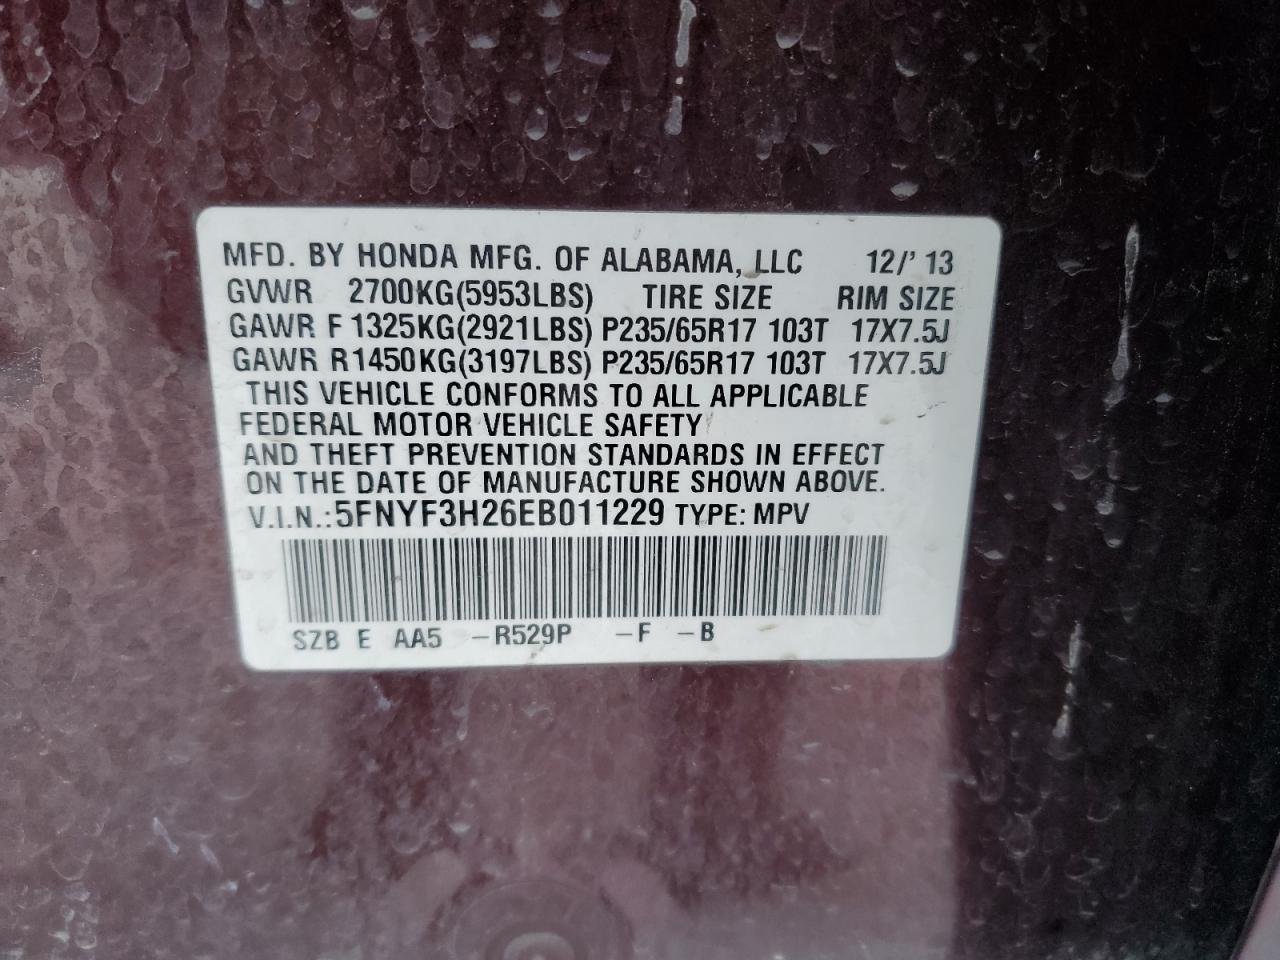 MFD. BY HONDA MFG. OF ALABAMA, LLC 12/' 13
GVWR 2700KG(5953LBS) TIRE SIZE RIM SIZE
GAWR F 1325KG(2921LBS) P235/65R17 103T 17X7.5J
GAWR R 1450KG(3197LBS) P235/65R17 103T 17X7.5J
THIS VEHICLE CONFORMS TO ALL APPLICABLE
FEDERAL MOTOR VEHICLE SAFETY
AND THEFT PREVENTION STANDARDS IN EFFECT
ON THE DATE OF MANUFACTURE SHOWN ABOVE.
V.I.N.:5FNYF3H26EB011229 TYPE: MPV
SZB E AA5 -R529P -F -B